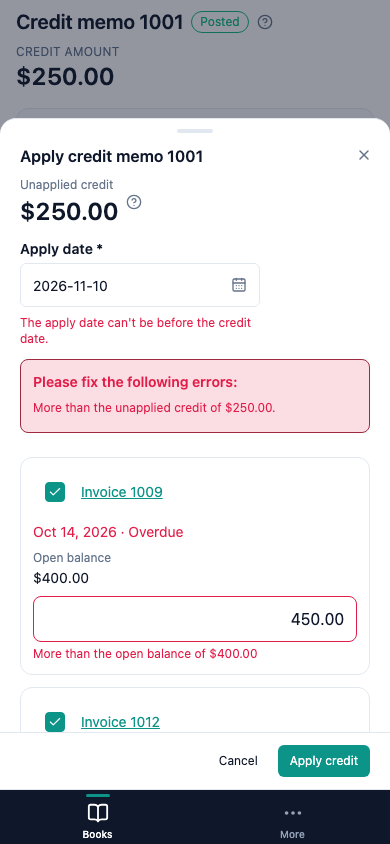 Credit memo 1001 Posted
CREDIT AMOUNT
$250.00
Apply credit memo 1001
Unapplied credit
$250.00
Apply date *
2026-11-10
The apply date can't be before the credit
date.
Please fix the following errors:
More than the unapplied credit of $250.00.
Invoice 1009
Oct 14, 2026 · Overdue
Open balance
$400.00
450.00
More than the open balance of $400.00
Invoice 1012
Cancel Apply credit
Books More